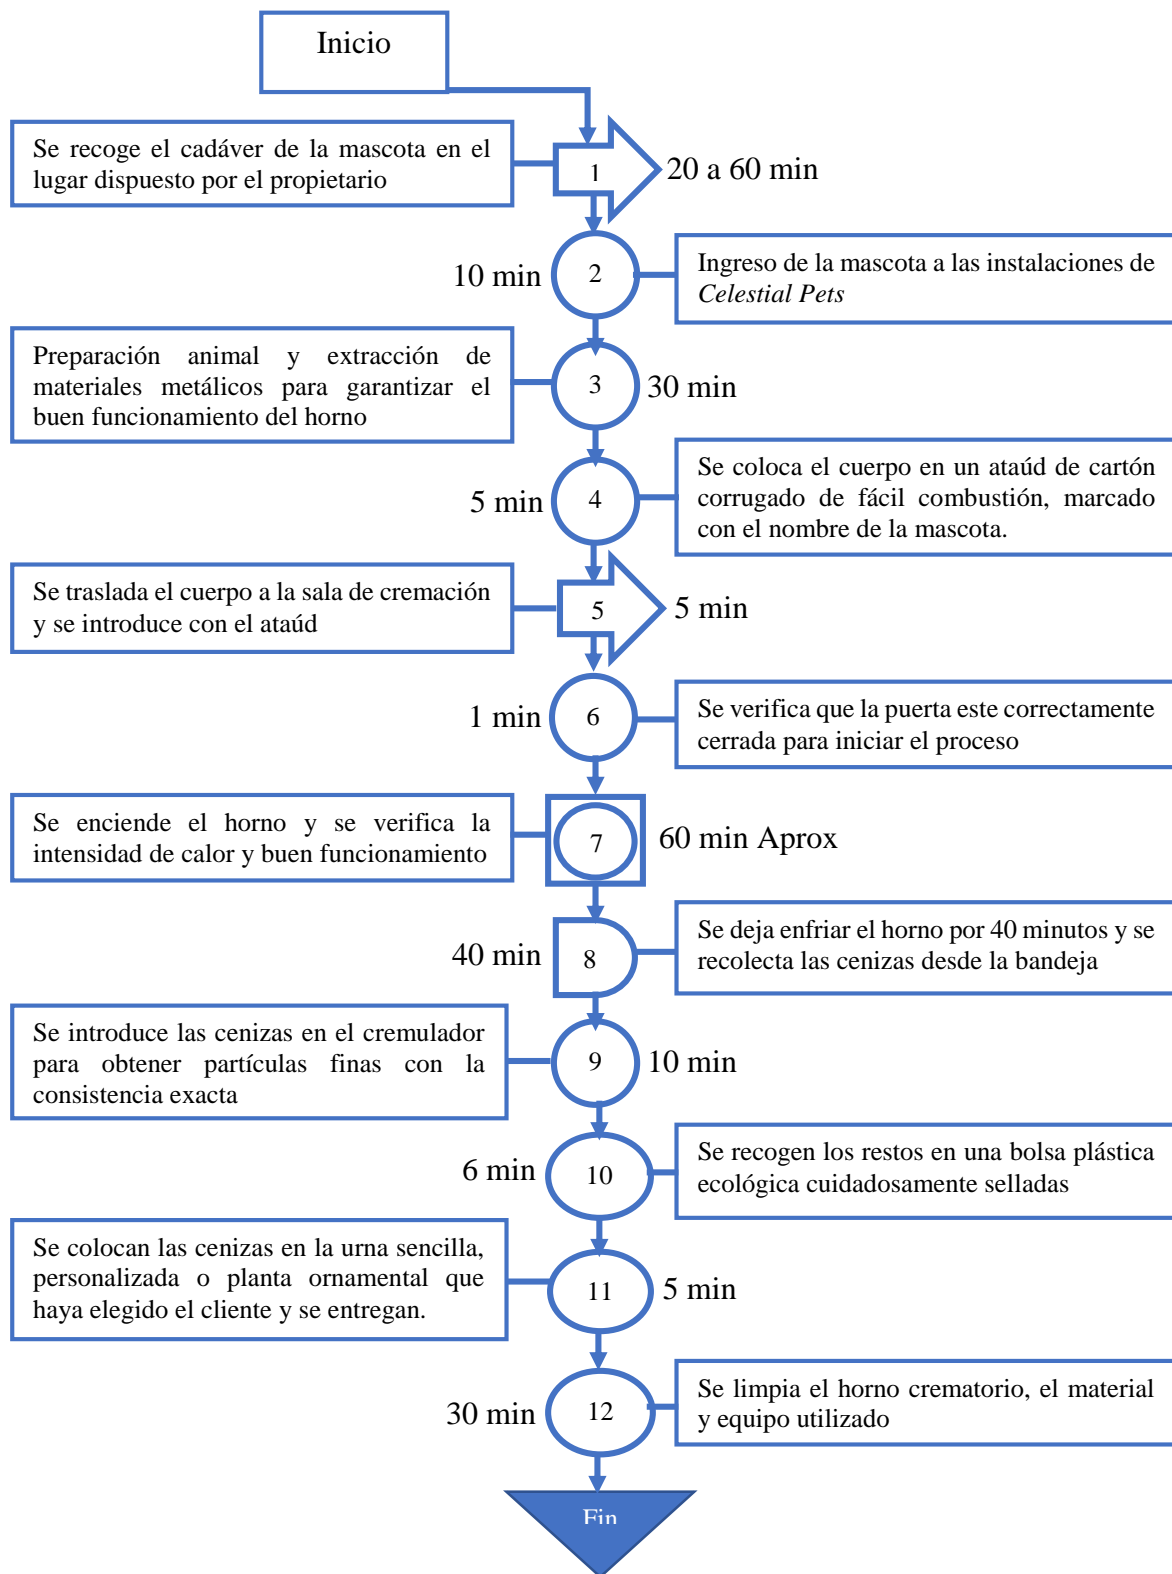 Inicio
Se recoge el cadáver de la mascota en el
lugar dispuesto por el propietario
1
20 a 60 min
10 min
2
Ingreso de la mascota a las instalaciones de
Celestial Pets
Preparación animal y extracción de
materiales metálicos para garantizar el
buen funcionamiento del horno
3
30 min
5 min
4
Se coloca el cuerpo en un ataúd de cartón
corrugado de fácil combustión, marcado
con el nombre de la mascota.
Se traslada el cuerpo a la sala de cremación
y se introduce con el ataúd
5
5 min
1 min
6
Se verifica que la puerta este correctamente
cerrada para iniciar el proceso
Se enciende el horno y se verifica la
intensidad de calor y buen funcionamiento
7
60 min Aprox
40 min
8
Se deja enfriar el horno por 40 minutos y se
recolecta las cenizas desde la bandeja
Se introduce las cenizas en el cremulador
para obtener partículas finas con la
consistencia exacta
9
10 min
6 min
10
Se recogen los restos en una bolsa plástica
ecológica cuidadosamente selladas
Se colocan las cenizas en la urna sencilla,
personalizada o planta ornamental que
haya elegido el cliente y se entregan.
11
5 min
30 min
12
Se limpia el horno crematorio, el material
y equipo utilizado
Fin